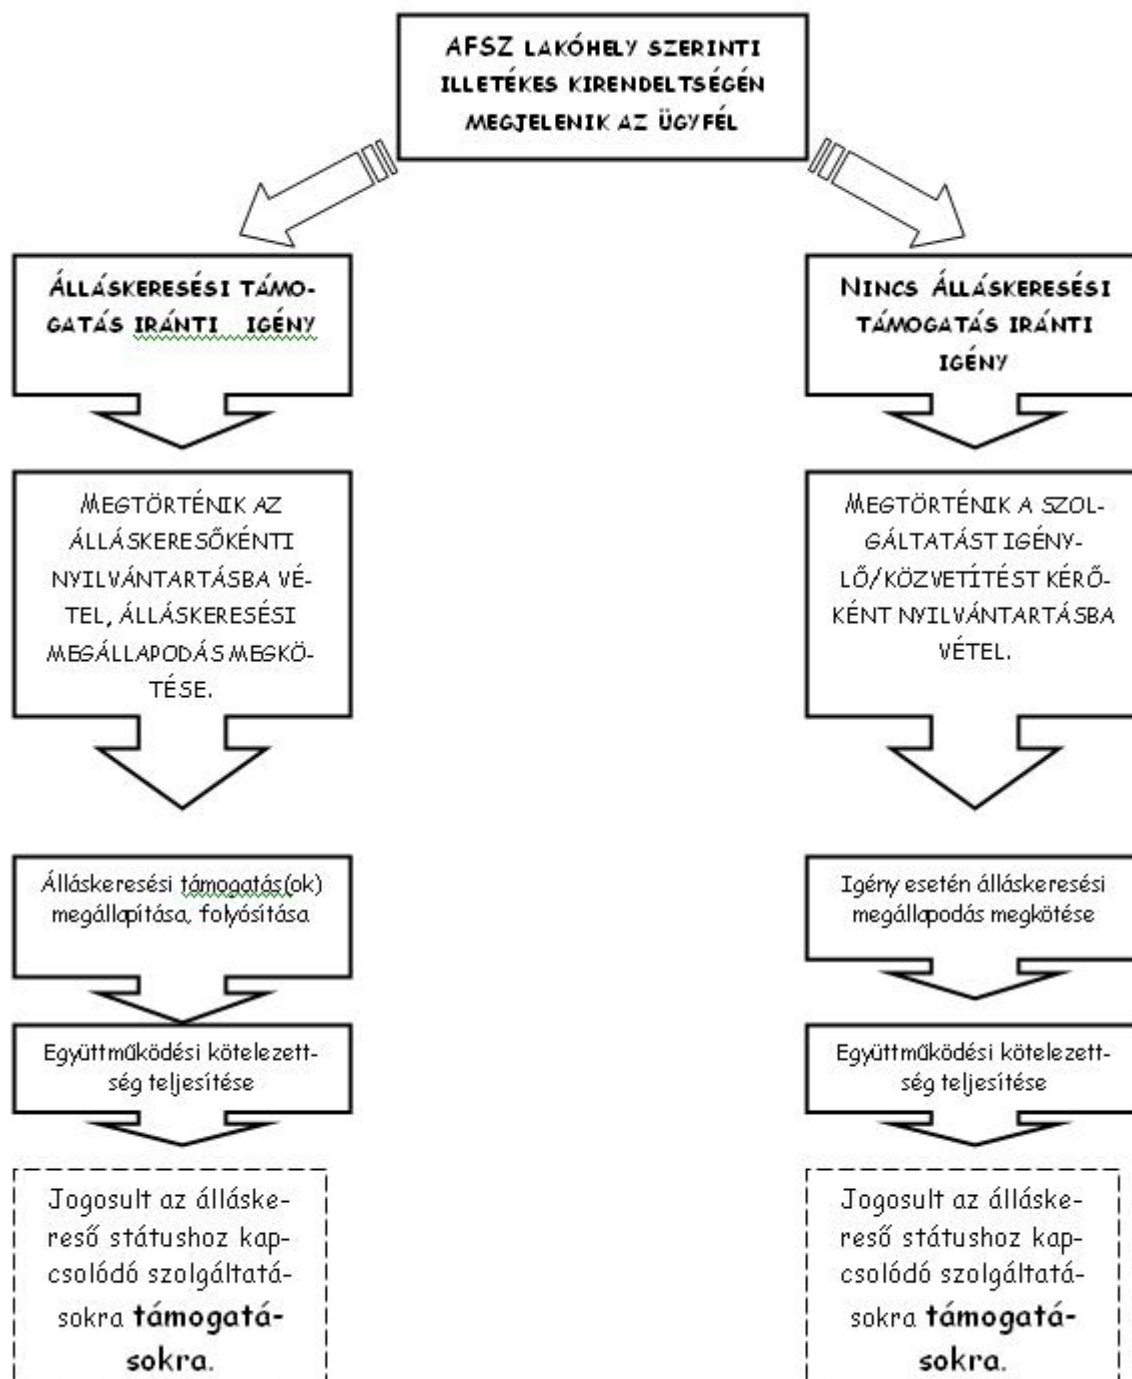 AFSZ LAKÓHELY SZERINTI
ILLETÉKES KIRENDELTSÉGÉN
MEGJELENIK AZ ÜGYFÉL
ÁLLÁSKERESÉSI TÁMO-
GATÁS IRÁNTI IGÉNY
MEGTÖRTÉNIK AZ
ÁLLÁSKERESŐKÉNTI
NYILVÁNTARTÁSBA VÉ-
TEL, ÁLLÁSKERESÉSI
MEGÁLLAPODÁS MEGKÖ-
TÉSE.
Álláskeresési támogatás(ok)
megállapítása, folyósítása
Együttműködési kötelezett-
ség teljesítése
Jogosult az álláske-
reső státushoz kap-
csolódó szolgáltatá-
sokra támogatá-
sokra.
NINCS ÁLLÁSKERESÉSI
TÁMOGATÁS IRÁNTI
IGÉNY
MEGTÖRTÉNIK A SZOL-
GÁLTATÁST IGÉNY-
LŐ/KÖZVETÍTÉST KÉRŐ-
KÉNT NYILVÁNTARTÁSBA
VÉTEL.
Igény esetén álláskeresési
megállapodás megkötése
Együttműködési kötelezett-
ség teljesítése
Jogosult az álláske-
reső státushoz kap-
csolódó szolgáltatá-
sokra támogatá-
sokra.